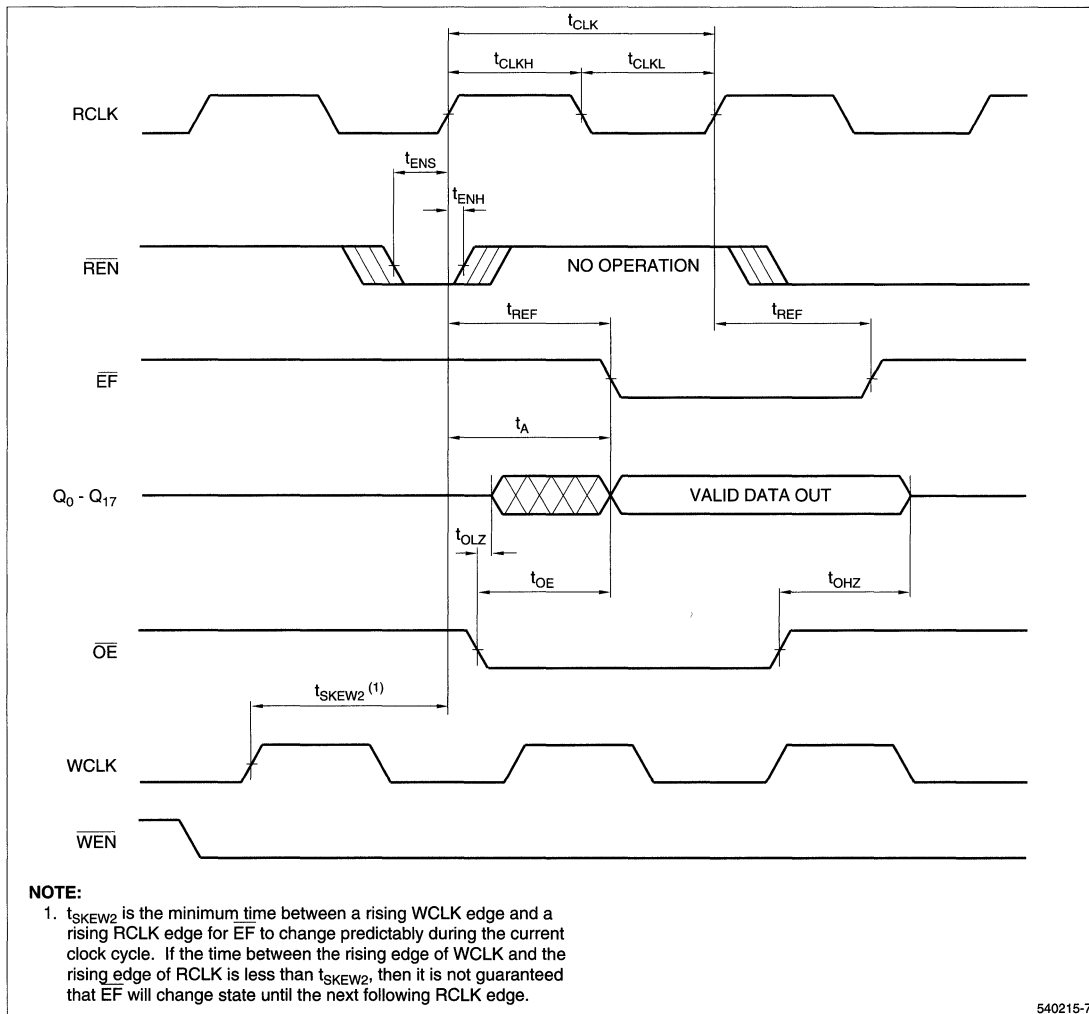 tCLK
tCLKH
tCLKL
RCLK
tENS
tENH
REN
NO OPERATION
tREF
tREF
EF
tA
Q0 - Q17
VALID DATA OUT
tOLZ
tOE
tOHZ
OE
tSKEW2 (1)
WCLK
WEN
NOTE:
1. tSKEW2 is the minimum time between a rising WCLK edge and a
rising RCLK edge for EF to change predictably during the current
clock cycle. If the time between the rising edge of WCLK and the
rising edge of RCLK is less than tSKEW2, then it is not guaranteed
that EF will change state until the next following RCLK edge.
540215-7